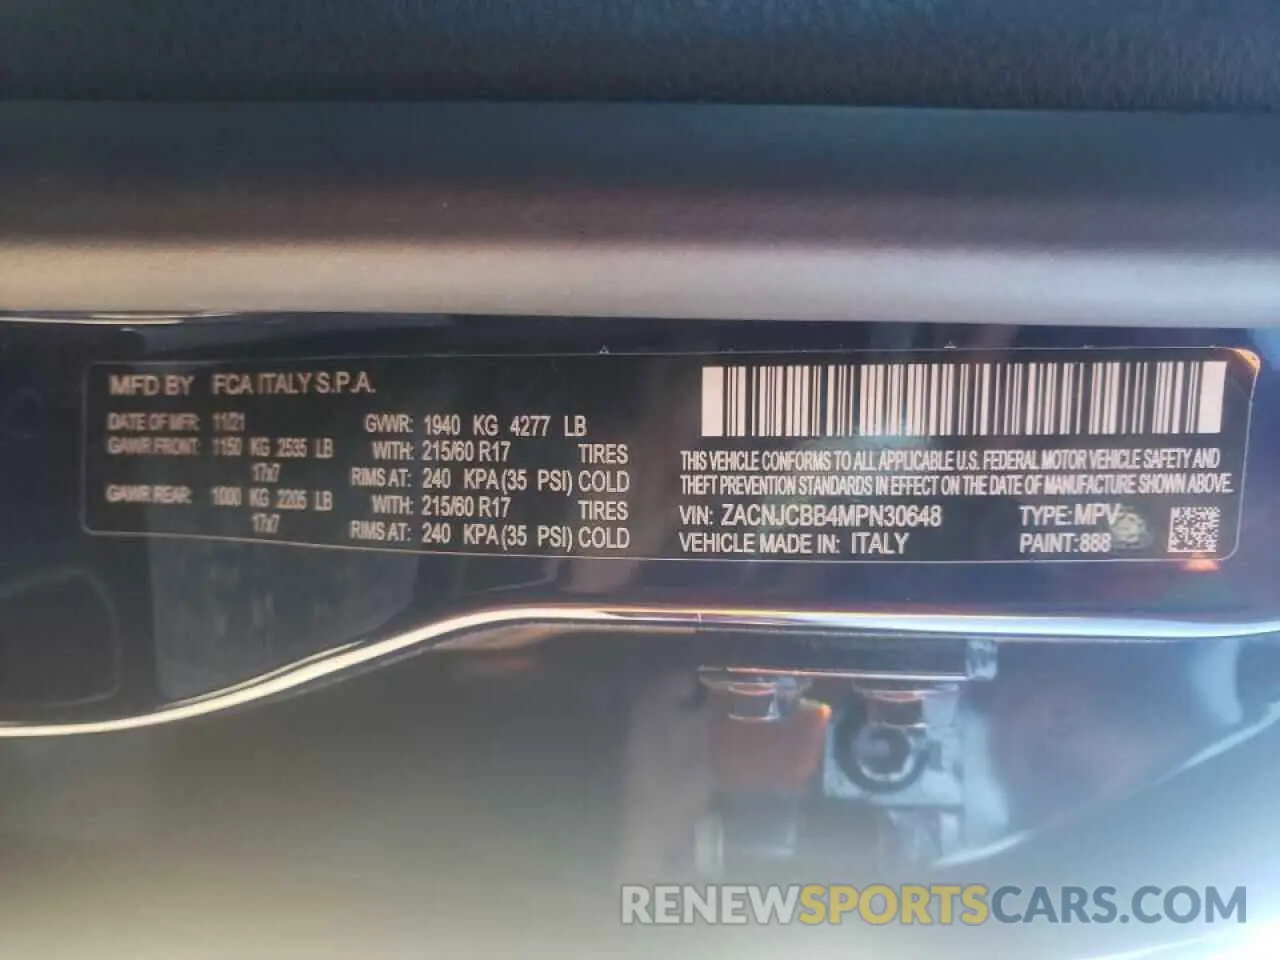 MFD BY FCA ITALY S.P.A.
DATE OF MFR: 11/21 GVWR: 1940 KG 4277 LB
GAWR FRONT: 1150 KG 2535 LB WITH: 215/60 R17 TIRES
17x7 RIMS AT: 240 KPA (35 PSI) COLD
GAWR REAR: 1000 KG 2205 LB WITH: 215/60 R17 TIRES
17x7 RIMS AT: 240 KPA (35 PSI) COLD
THIS VEHICLE CONFORMS TO ALL APPLICABLE U.S. FEDERAL MOTOR VEHICLE SAFETY AND
THEFT PREVENTION STANDARDS IN EFFECT ON THE DATE OF MANUFACTURE SHOWN ABOVE.
VIN: ZACNJCBB4MPN30648 TYPE: MPV
VEHICLE MADE IN: ITALY PAINT: 888
RENEWSPORTSCARS.COM